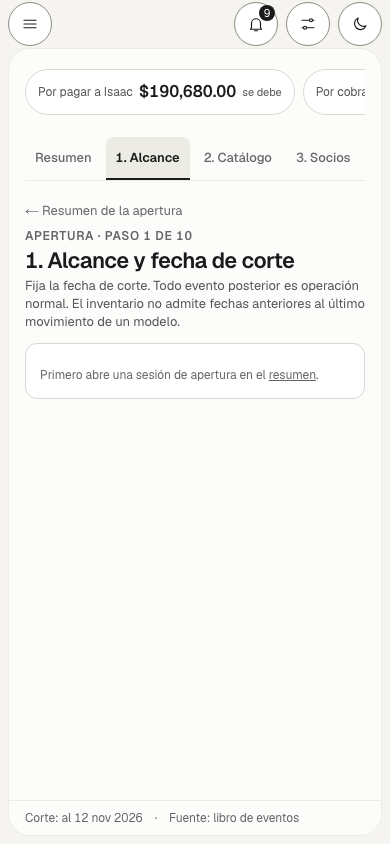 9
Por pagar a Isaac $190,680.00 se debe Por cobra
Resumen 1. Alcance 2. Catálogo 3. Socios
← Resumen de la apertura
APERTURA · PASO 1 DE 10
1. Alcance y fecha de corte
Fija la fecha de corte. Todo evento posterior es operación
normal. El inventario no admite fechas anteriores al último
movimiento de un modelo.
Primero abre una sesión de apertura en el resumen.
Corte: al 12 nov 2026 · Fuente: libro de eventos